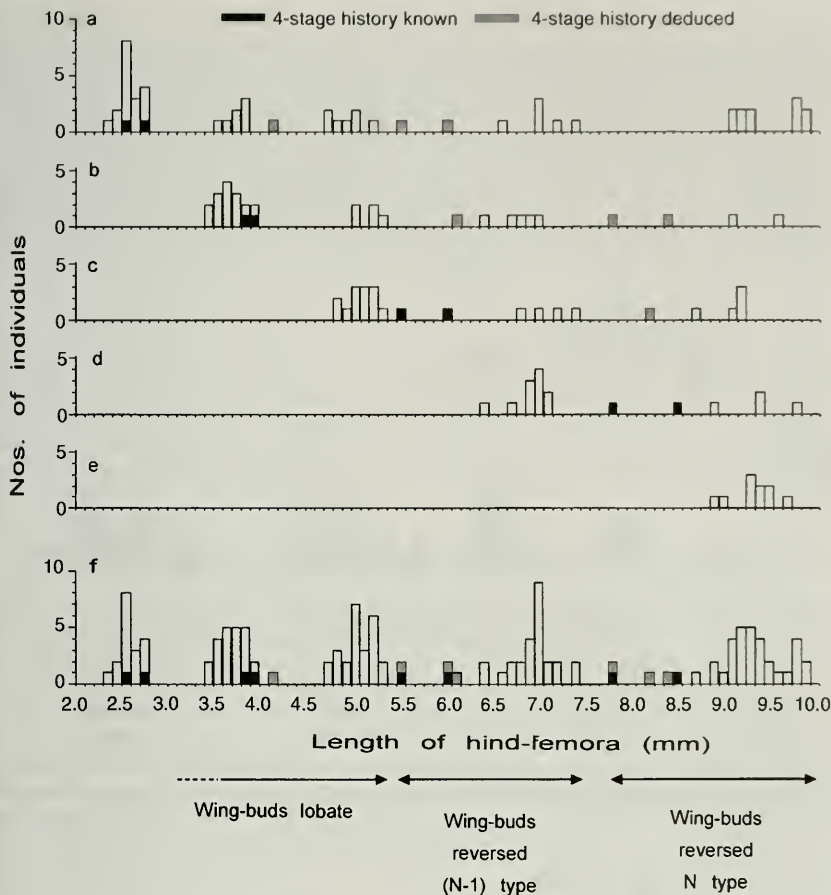 4-stage history known 4-stage history deduced
a
10
5
0
b
5
0
c
5
0
d
5
0
e
5
0
f
10
5
0
Nos. of individuals
2.0 2.5 3.0 3.5 4.0 4.5 5.0 5.5 6.0 6.5 7.0 7.5 8.0 8.5 9.0 9.5 10.0
Length of hind-femora (mm)
Wing-buds lobate
Wing-buds
reversed
(N-1) type
Wing-buds
reversed
N type